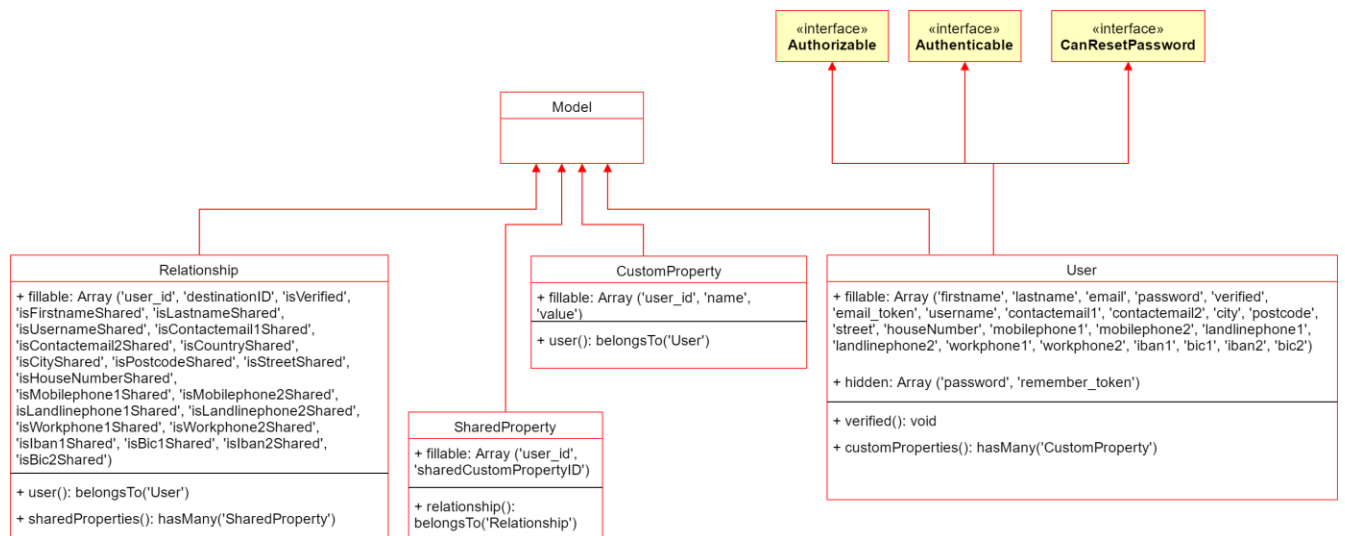 «interface»
Authorizable
«interface»
Authenticable
«interface»
CanResetPassword
Model
Relationship
+ fillable: Array ('user_id', 'destinationID', 'isVerified',
'isFirstnameShared', 'isLastnameShared',
'isUsernameShared', 'isContactemail1Shared',
'isContactemail2Shared', 'isCountryShared',
'isCityShared', 'isPostcodeShared', 'isStreetShared',
'isHouseNumberShared',
'isMobilephone1Shared', 'isMobilephone2Shared',
isLandlinephone1Shared', 'isLandlinephone2Shared',
'isWorkphone1Shared', 'isWorkphone2Shared',
'isIban1Shared', 'isBic1Shared', 'isIban2Shared',
'isBic2Shared')
+ user(): belongsTo('User')
+ sharedProperties(): hasMany('SharedProperty')
SharedProperty
+ fillable: Array ('user_id',
'sharedCustomPropertyID')
+ relationship():
belongsTo('Relationship')
CustomProperty
+ fillable: Array ('user_id', 'name',
'value')
+ user(): belongsTo('User')
User
+ fillable: Array ('firstname', 'lastname', 'email', 'password', 'verified',
'email_token', 'username', 'contactemail1', 'contactemail2', 'city', 'postcode',
'street', 'houseNumber', 'mobilephone1', 'mobilephone2', 'landlinephone1',
'landlinephone2', 'workphone1', 'workphone2', 'iban1', 'bic1', 'iban2', 'bic2')
+ hidden: Array ('password', 'remember_token')
+ verified(): void
+ customProperties(): hasMany('CustomProperty')